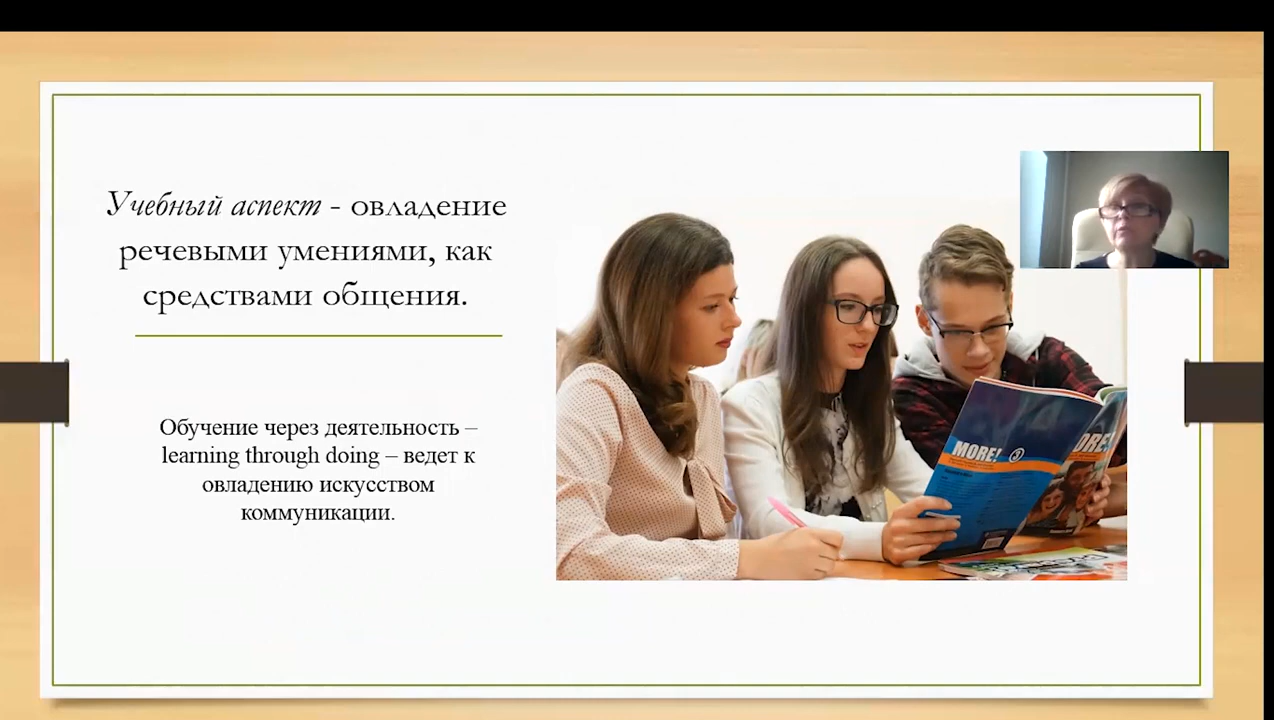 Учебный аспект - овладение
речевыми умениями, как
средствами общения.
Обучение через деятельность –
learning through doing – ведет к
овладению искусством
коммуникации.
MORE! 3